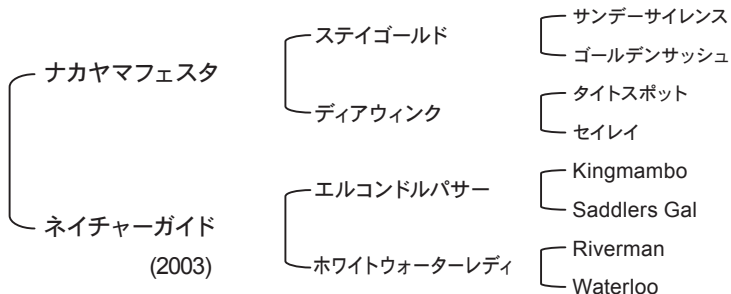 サンデーサイレンス
ステイゴールド
ゴールデンサッシュ
ナカヤマフェスタ
タイトスポット
ディアウィンク
セイレイ
Kingmambo
エルコンドルパサー
Saddlers Gal
ネイチャーガイド
(2003)
Riverman
ホワイトウォーターレディ
Waterloo